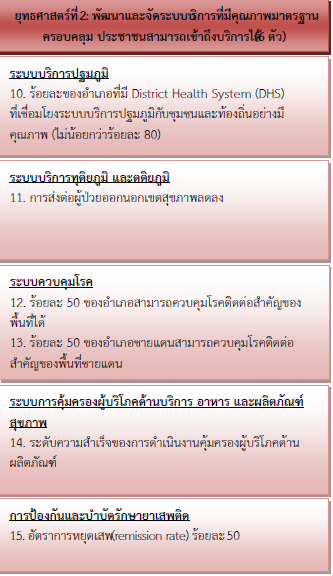 ยุทธศาสตร์ที่ 2: พัฒนาและจัดระบบบริการที่มีคุณภาพมาตรฐาน
ครอบคลุม ประชาชนสามารถเข้าถึงบริการได้ (6 ตัว)
ระบบบริการปฐมภูมิ
10. ร้อยละของอำเภอที่มี District Health System (DHS)
ที่เชื่อมโยงระบบบริการปฐมภูมิกับชุมชนและท้องถิ่นอย่างมี
คุณภาพ (ไม่น้อยกว่าร้อยละ 80)
ระบบบริการทุติยภูมิ และตติยภูมิ
11. การส่งต่อผู้ป่วยออกนอกเขตสุขภาพลดลง
ระบบควบคุมโรค
12. ร้อยละ 50 ของอำเภอสามารถควบคุมโรคติดต่อสำคัญของ
พื้นที่ได้
13. ร้อยละ 50 ของอำเภอชายแดนสามารถควบคุมโรคติดต่อ
สำคัญของพื้นที่ชายแดน
ระบบการคุ้มครองผู้บริโภคด้านบริการ อาหาร และผลิตภัณฑ์
สุขภาพ
14. ระดับความสำเร็จของการดำเนินงานคุ้มครองผู้บริโภคด้าน
ผลิตภัณฑ์
การป้องกันและบำบัดรักษายาเสพติด
15. อัตราการหยุดเสพ (remission rate) ร้อยละ 50